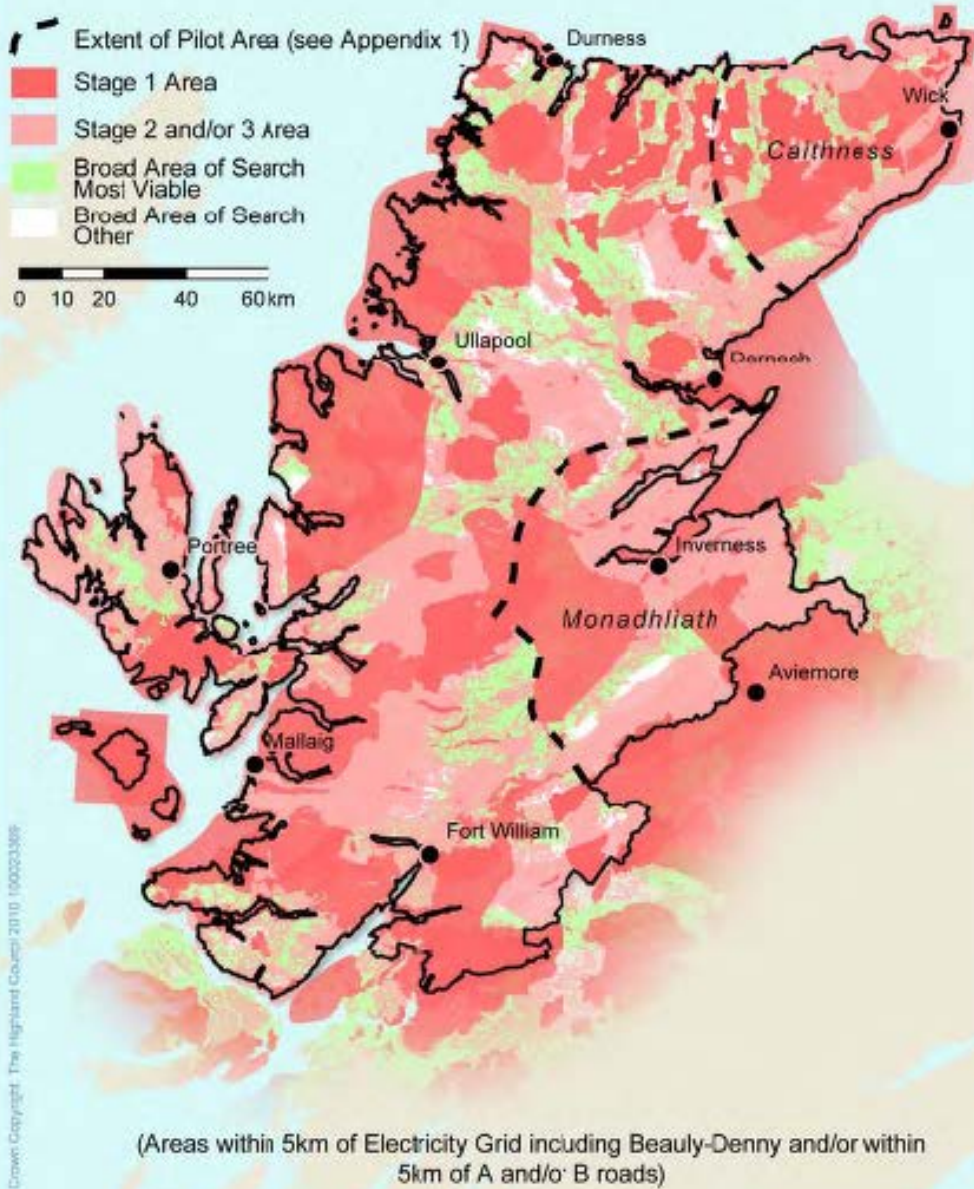 Extent of Pilot Area (see Appendix 1)
Stage 1 Area
Stage 2 and/or 3 Area
Broad Area of Search
Most Viable
Broad Area of Search
Other
0 10 20 40 60km
Durness
Wick
Caithness
Ullapool
Dornoch
Portree
Inverness
Monadhliath
Aviemore
Mallaig
Fort William
Crown Copyright. The Highland Council 2010 100023369
(Areas within 5km of Electricity Grid including Beauly-Denny and/or within
5km of A and/or B roads)